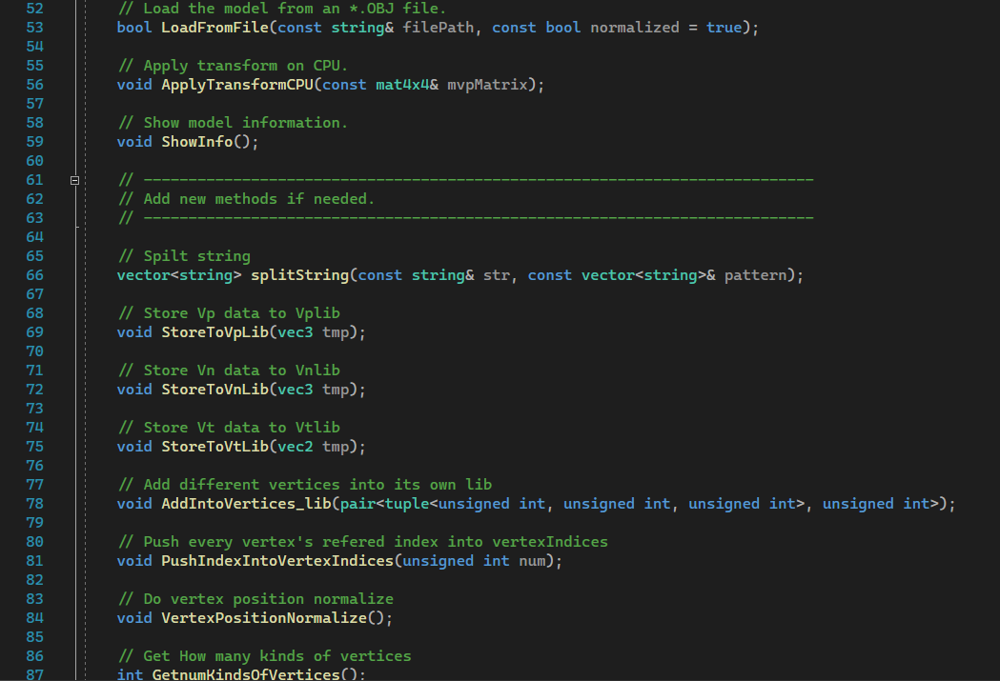 52 // Load the model from an *.OBJ file.
53 bool LoadFromFile(const string& filePath, const bool normalized = true);
54
55 // Apply transform on CPU.
56 void ApplyTransformCPU(const mat4x4& mvpMatrix);
57
58 // Show model information.
59 void ShowInfo();
60
61 // ---------------------------------------------------------------------------
62 // Add new methods if needed.
63 // ---------------------------------------------------------------------------
64
65 // Spilt string
66 vector<string> splitString(const string& str, const vector<string>& pattern);
67
68 // Store Vp data to Vplib
69 void StoreToVpLib(vec3 tmp);
70
71 // Store Vn data to Vnlib
72 void StoreToVnLib(vec3 tmp);
73
74 // Store Vt data to Vtlib
75 void StoreToVtLib(vec2 tmp);
76
77 // Add different vertices into its own lib
78 void AddIntoVertices_lib(pair<tuple<unsigned int, unsigned int, unsigned int>, unsigned int>);
79
80 // Push every vertex's refered index into vertexIndices
81 void PushIndexIntoVertexIndices(unsigned int num);
82
83 // Do vertex position normalize
84 void VertexPositionNormalize();
85
86 // Get How many kinds of vertices
87 int GetnumKindsOfVertices();